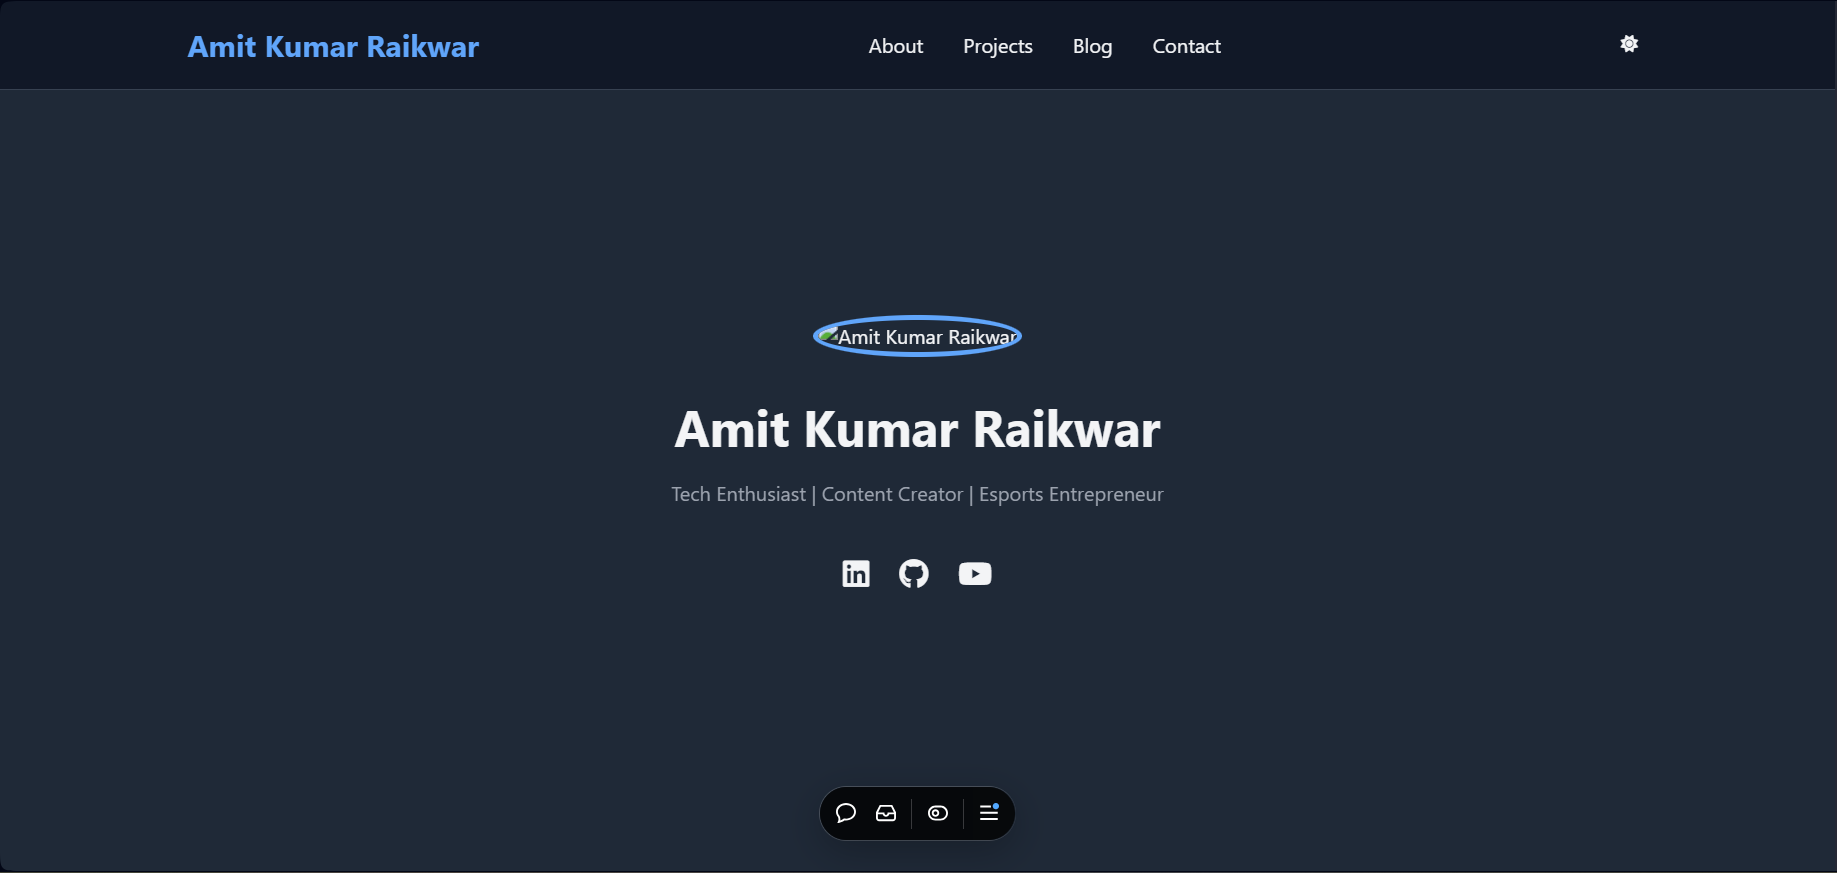 Amit Kumar Raikwar
About Projects Blog Contact
Amit Kumar Raikwar
Amit Kumar Raikwar
Tech Enthusiast | Content Creator | Esports Entrepreneur
in